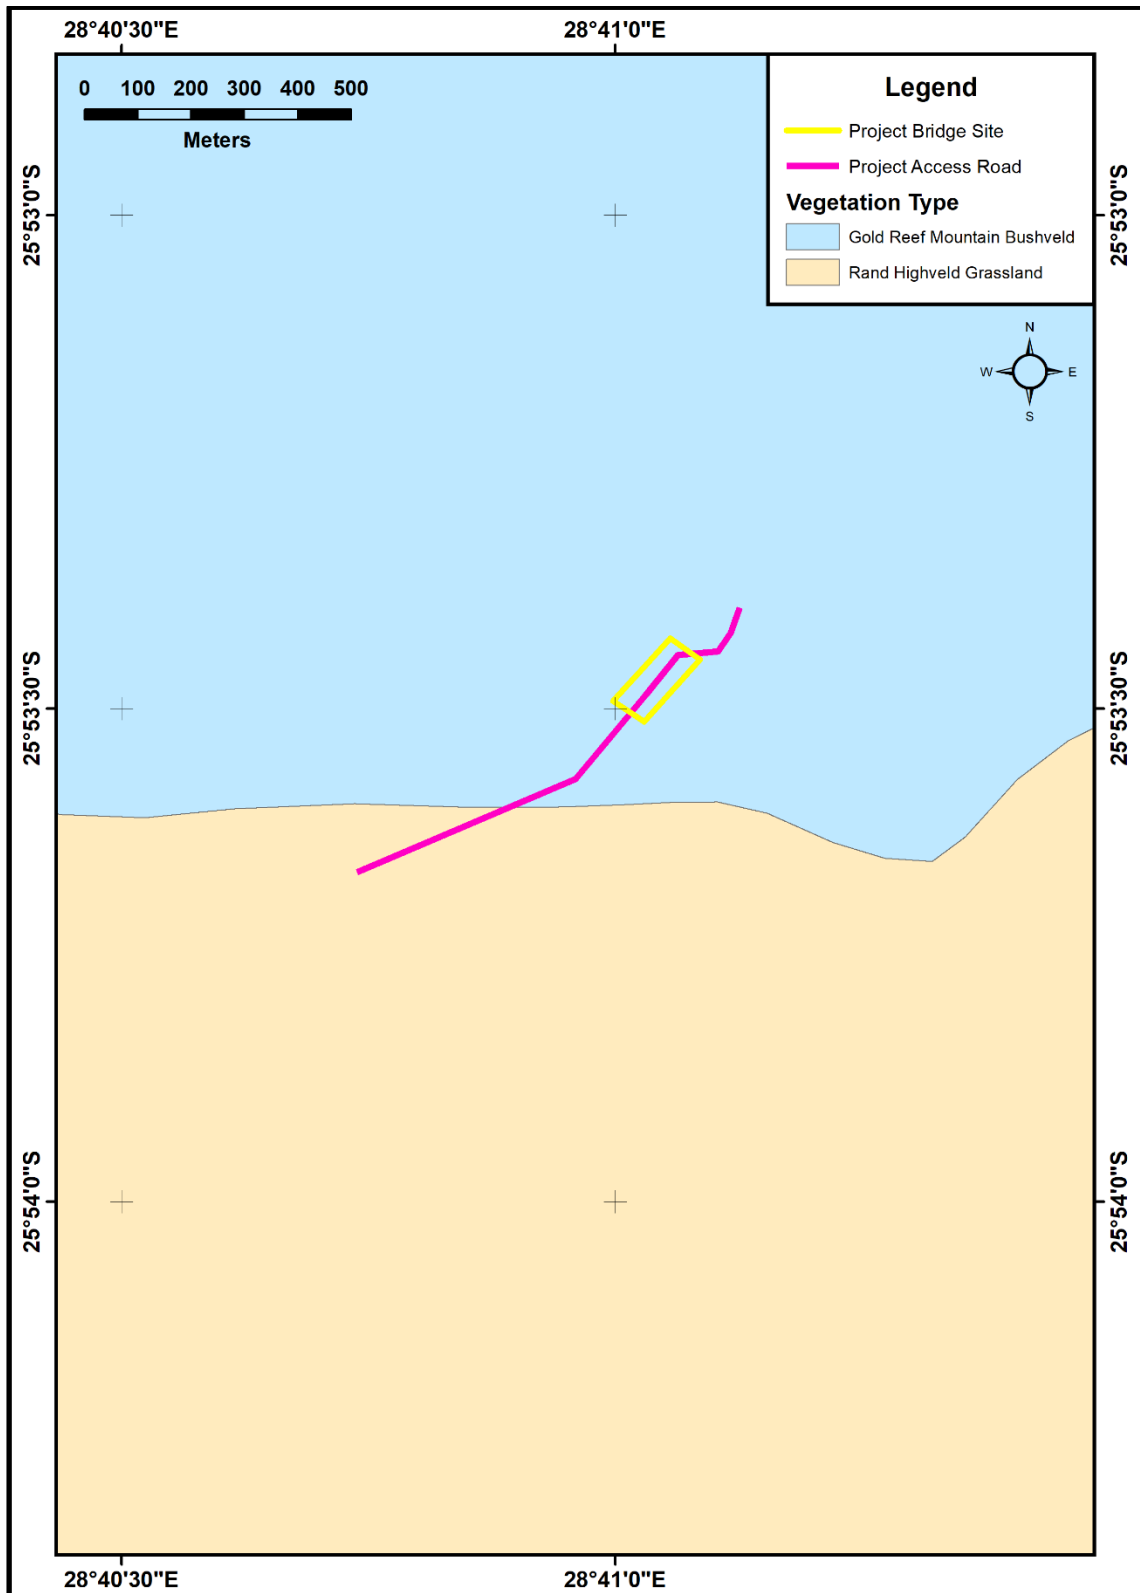 28°40'30"E 28°41'0"E
0 100 200 300 400 500
Meters
Legend
Project Bridge Site
Project Access Road
Vegetation Type
Gold Reef Mountain Bushveld
Rand Highveld Grassland
N
W E
S
25°53'0"S 25°53'0"S
25°53'30"S 25°53'30"S
25°54'0"S 25°54'0"S
28°40'30"E 28°41'0"E